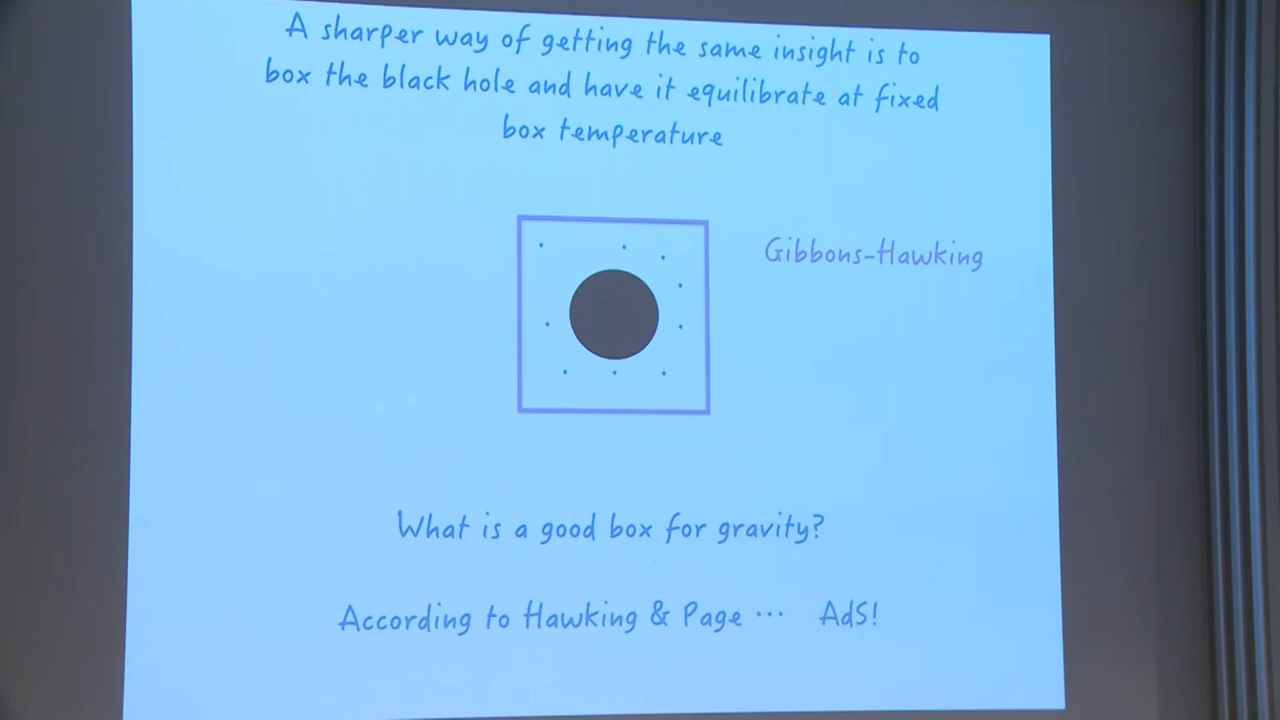 A sharper way of getting the same insight is to
box the black hole and have it equilibrate at fixed
box temperature
Gibbons-Hawking
What is a good box for gravity?
According to Hawking & Page ... AdS!